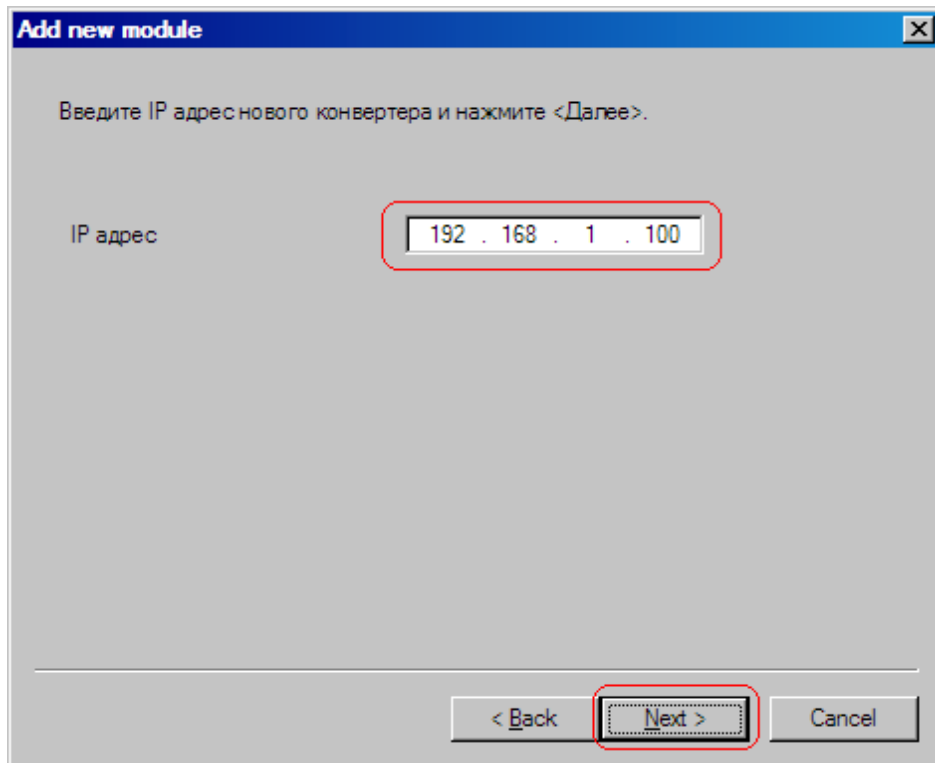 Add new module
Введите IP адрес нового конвертера и нажмите <Далее>.
IP адрес 192 . 168 . 1 . 100
< Back Next > Cancel